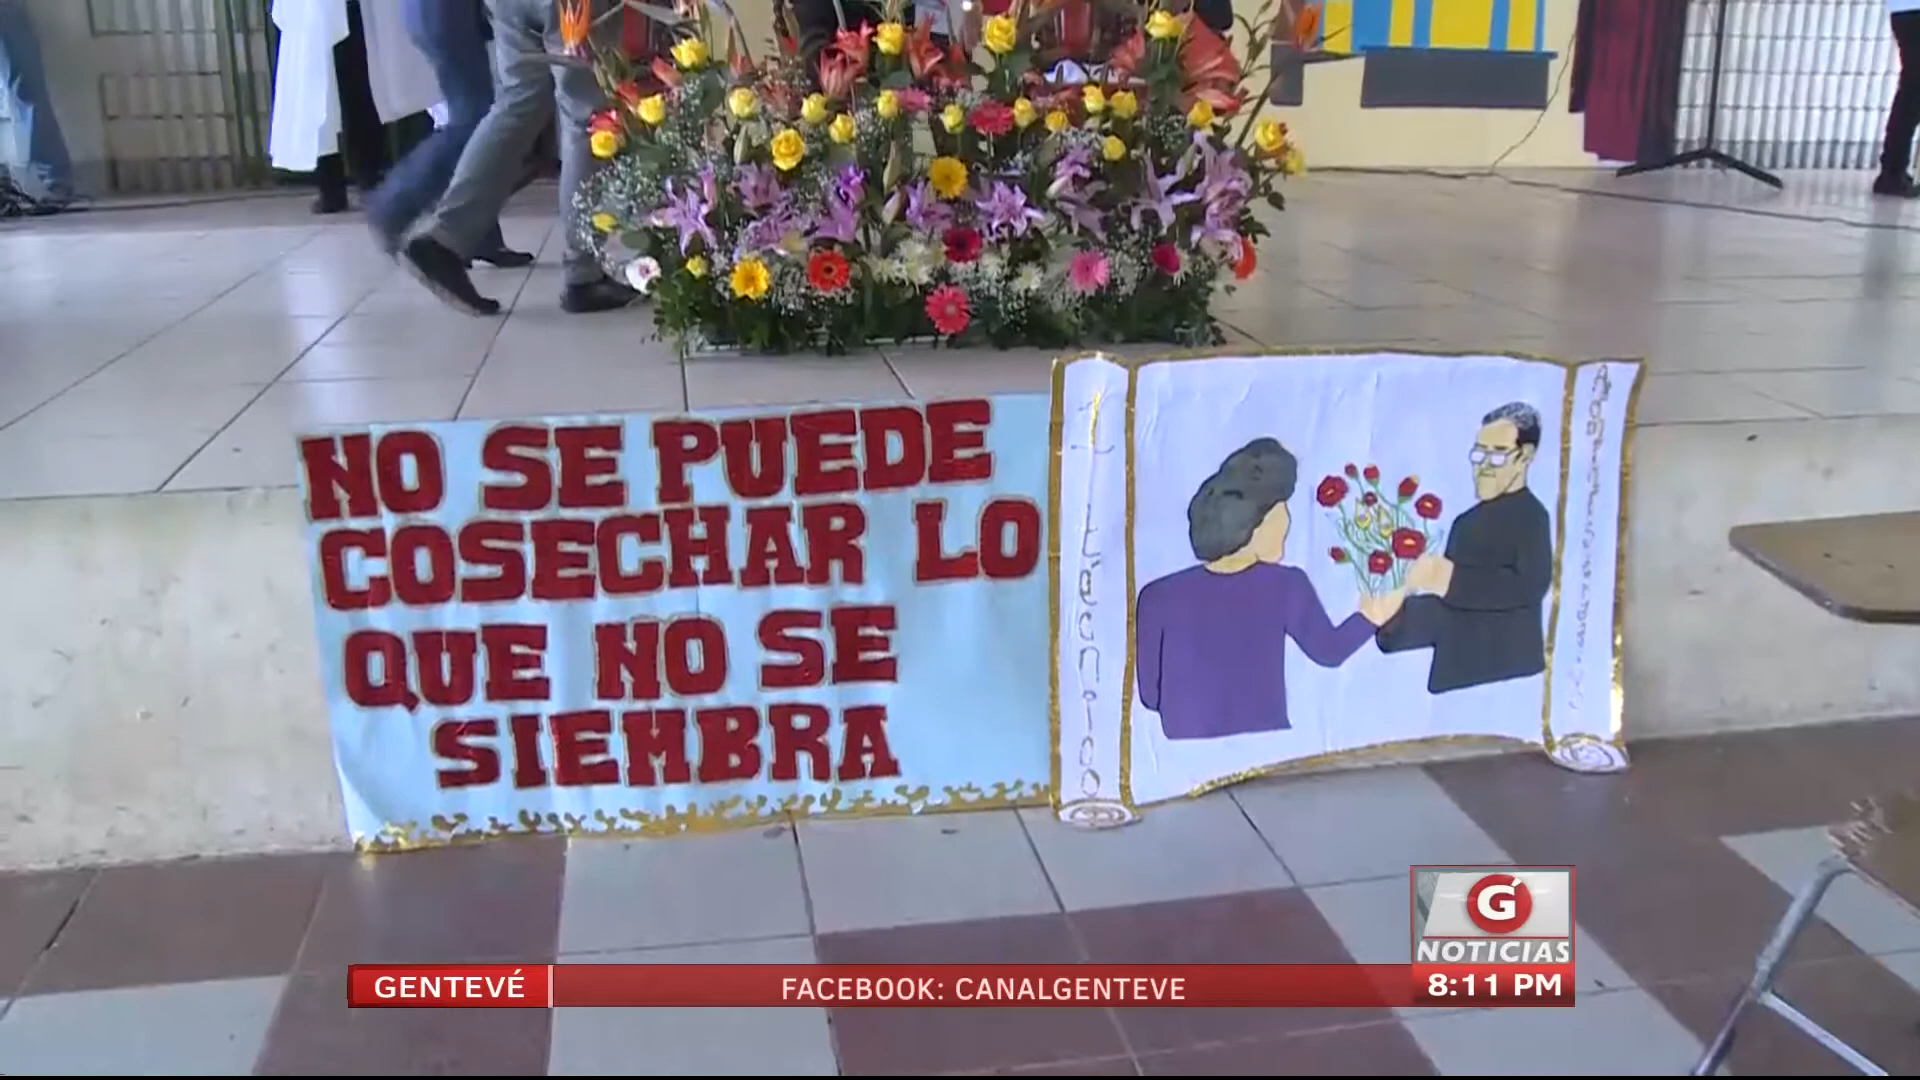 NO SE PUEDE
COSECHAR LO
QUE NO SE
SIEMBRA
G
NOTICIAS
8:11 PM
GENTEVÉ
FACEBOOK: CANALGENTEVE